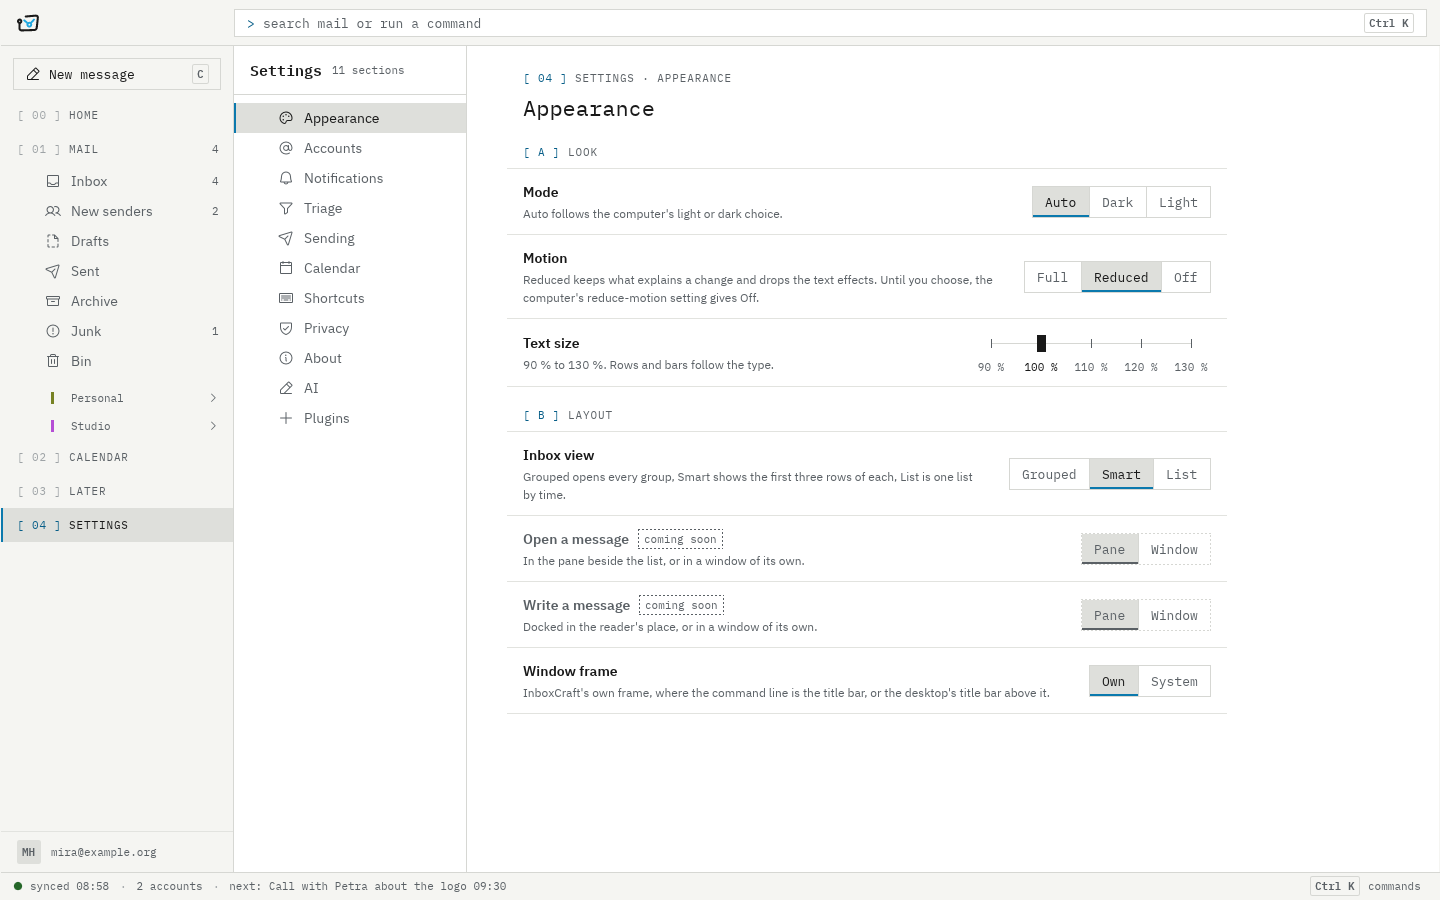 > search mail or run a command Ctrl K
New message C
[ 00 ] HOME
[ 01 ] MAIL 4
Inbox 4
New senders 2
Drafts
Sent
Archive
Junk 1
Bin
Personal
Studio
[ 02 ] CALENDAR
[ 03 ] LATER
[ 04 ] SETTINGS
MH mira@example.org
Settings 11 sections
Appearance
Accounts
Notifications
Triage
Sending
Calendar
Shortcuts
Privacy
About
AI
Plugins
[ 04 ] SETTINGS · APPEARANCE
Appearance
[ A ] LOOK
Mode
Auto follows the computer's light or dark choice.
Auto Dark Light
Motion
Reduced keeps what explains a change and drops the text effects. Until you choose, the
computer's reduce-motion setting gives Off.
Full Reduced Off
Text size
90 % to 130 %. Rows and bars follow the type.
90 % 100 % 110 % 120 % 130 %
[ B ] LAYOUT
Inbox view
Grouped opens every group, Smart shows the first three rows of each, List is one list
by time.
Grouped Smart List
Open a message coming soon
In the pane beside the list, or in a window of its own.
Pane Window
Write a message coming soon
Docked in the reader's place, or in a window of its own.
Pane Window
Window frame
InboxCraft's own frame, where the command line is the title bar, or the desktop's title bar above it.
Own System
synced 08:58 · 2 accounts · next: Call with Petra about the logo 09:30
Ctrl K commands